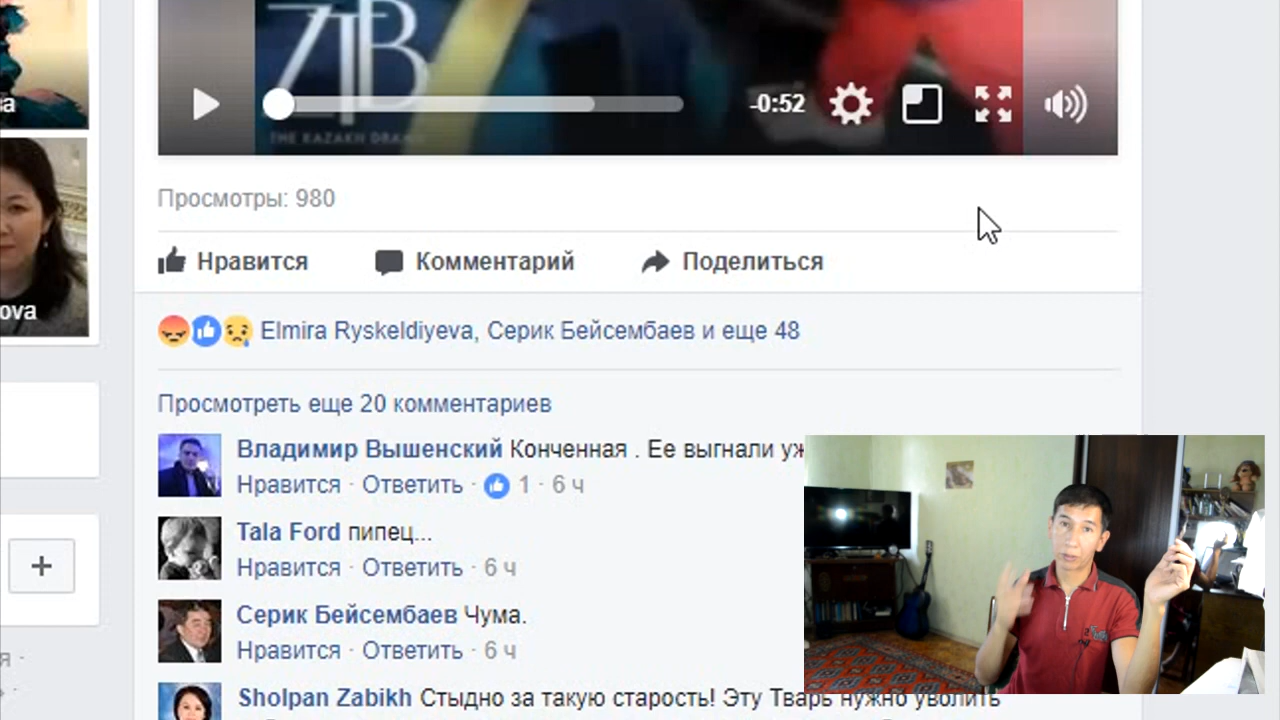 ZTB
THE KAZAKH DRAMA
-0:52
a
ova
Просмотры: 980
Нравится Комментарий Поделиться
Elmira Ryskeldiyeva, Серик Бейсембаев и еще 48
Просмотреть еще 20 комментариев
Владимир Вышенский Конченная . Ее выгнали
Нравится · Ответить · 1 · 6 ч
Tala Ford пипец...
Нравится · Ответить · 6 ч
Серик Бейсембаев Чума.
Нравится · Ответить · 6 ч
Sholpan Zabikh Стыдно за такую старость! Эту Тварь нужно уволить